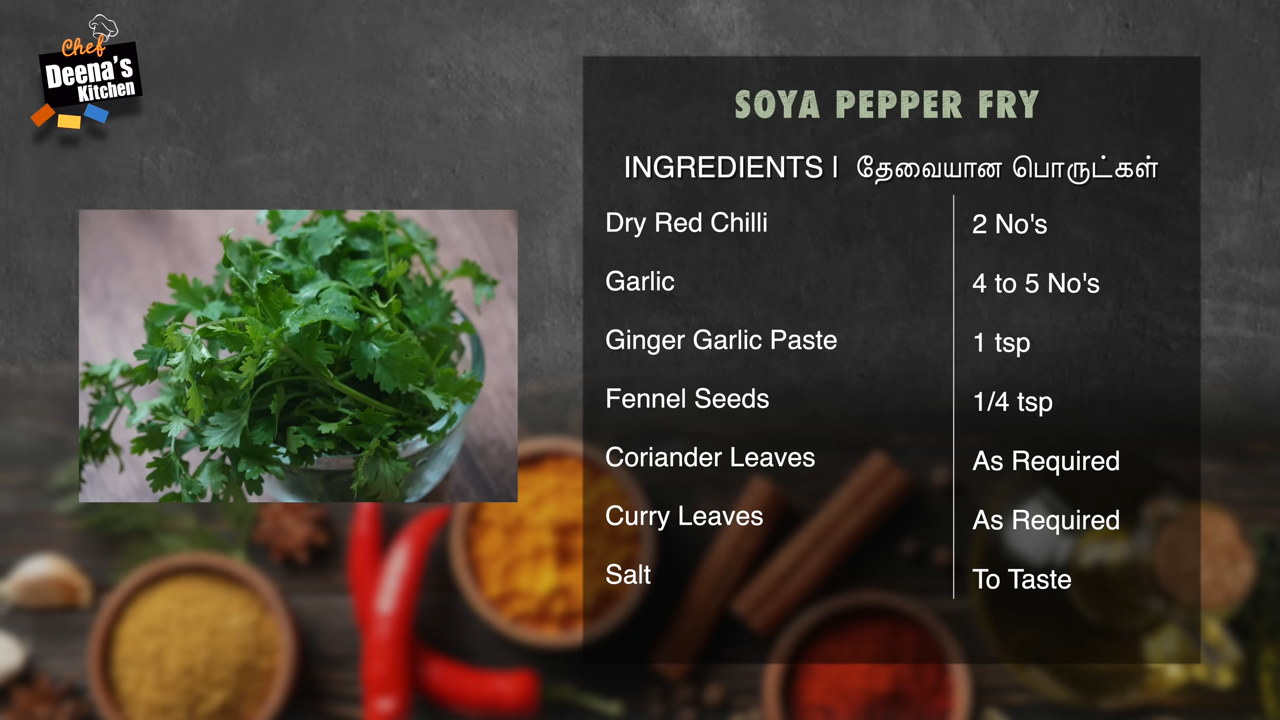 Chef
Deena's
Kitchen
SOYA PEPPER FRY
INGREDIENTS | தேவையான பொருட்கள்
Dry Red Chilli 2 No's
Garlic 4 to 5 No's
Ginger Garlic Paste 1 tsp
Fennel Seeds 1/4 tsp
Coriander Leaves As Required
Curry Leaves As Required
Salt To Taste